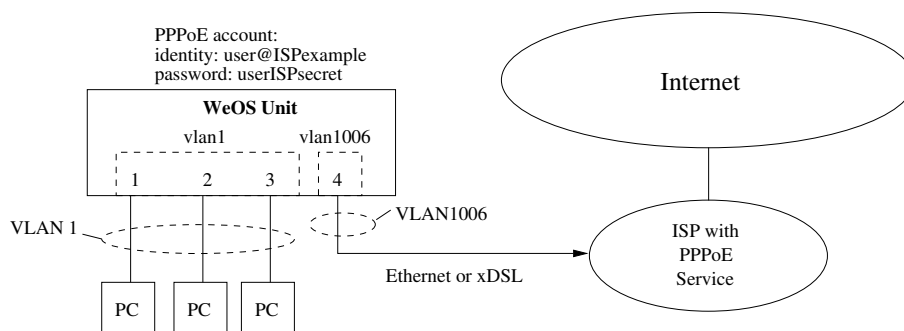 PPPoE account:
identity: user@ISPexample
password: userISPsecret
WeOS Unit
vlan1
vlan1006
1
2
3
4
VLAN 1
VLAN1006
Ethernet or xDSL
PC
PC
PC
Internet
ISP with
PPPoE
Service